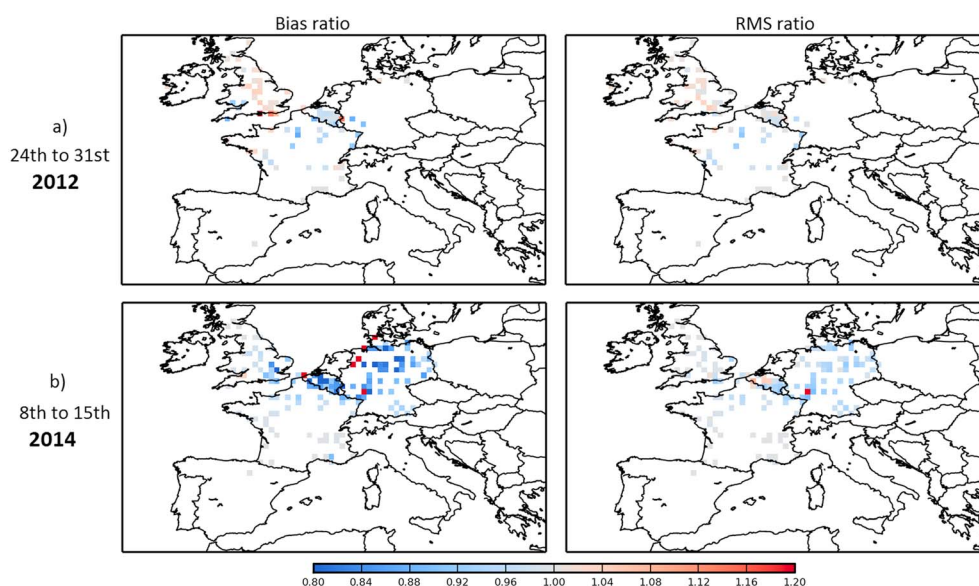 Bias ratio
RMS ratio
a)
24th to 31st
2012
b)
8th to 15th
2014
0.80 0.84 0.88 0.92 0.96 1.00 1.04 1.08 1.12 1.16 1.20